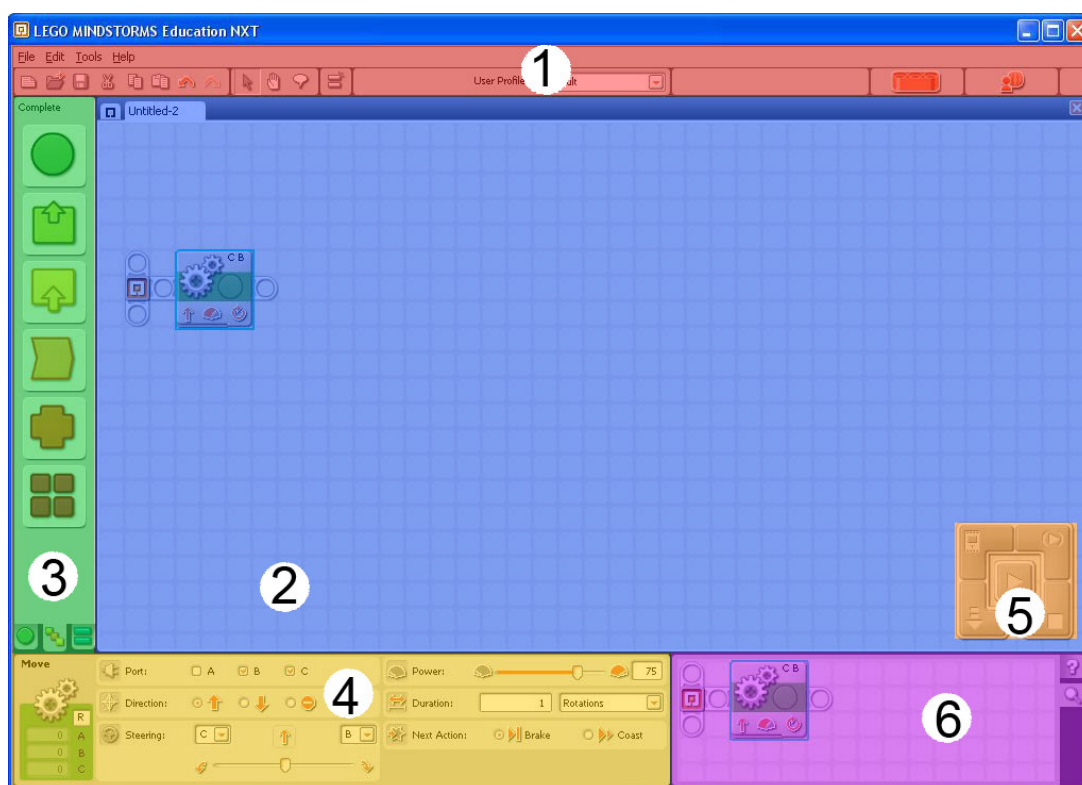 LEGO MINDSTORMS Education NXT
File Edit Tools Help
User Profile
1
Complete
Untitled-2
C B
3
2
5
Move
Port: A B C
Power: 75
4
Direction:
Duration: 1 Rotations
R
Steering: C B
Next Action: Brake Coast
0 A
0 B
0 C
C B
6
?